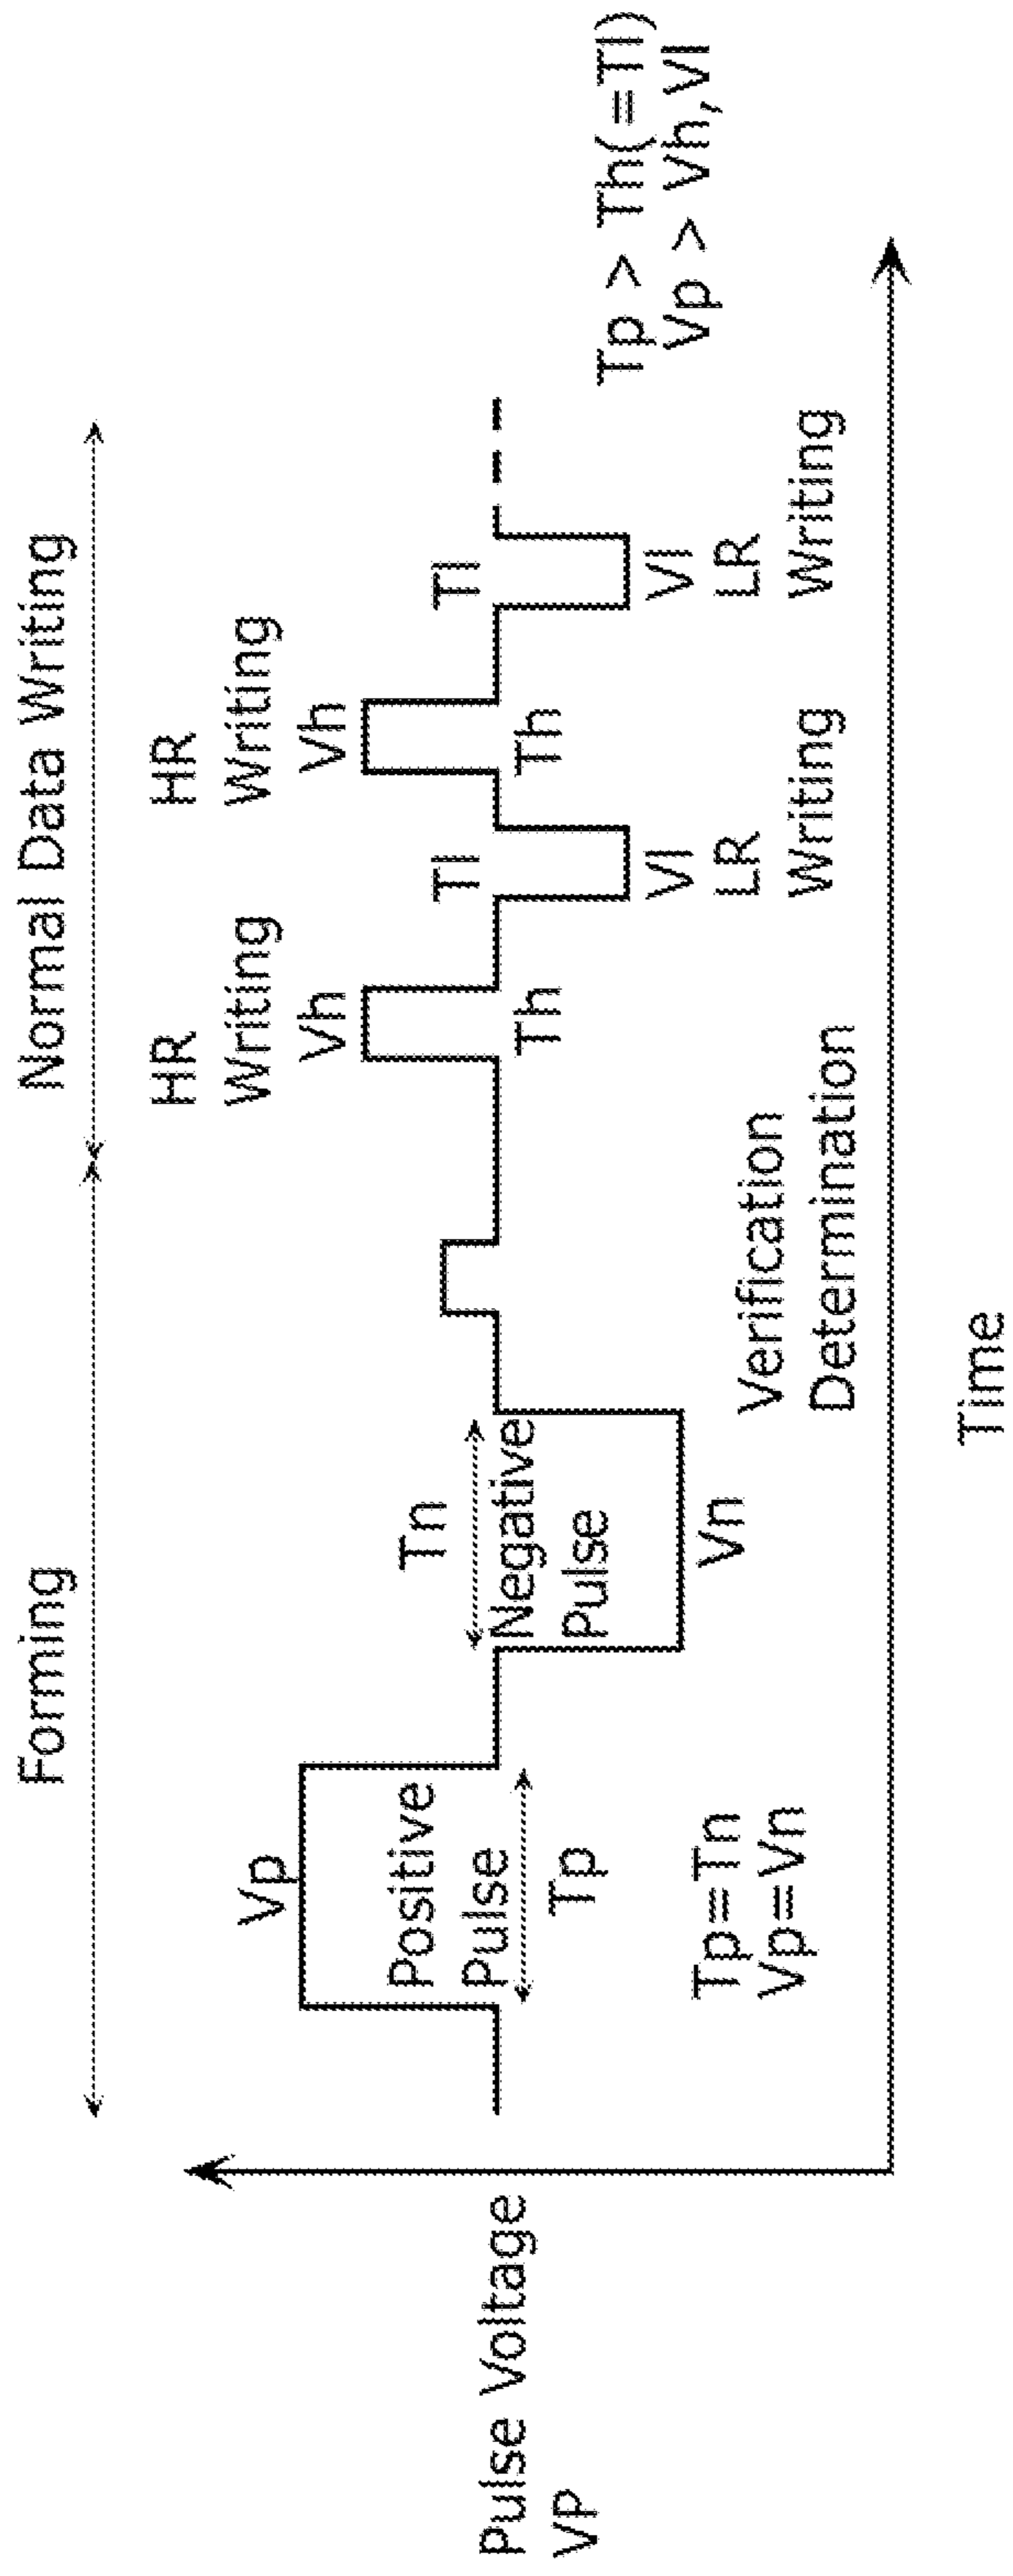 Forming
Normal Data Writing
Pulse Voltage
VP
Vp
Positive
Pulse
Tp
Tp=Tn
Vp=Vn
Tn
Negative
Pulse
Vn
Verification
Determination
HR
Writing
Vh
Th
Tl
Vl
LR
Writing
HR
Writing
Vh
Th
Tl
Vl
LR
Writing
Tp > Th(=Tl)
Vp > Vh, Vl
Time